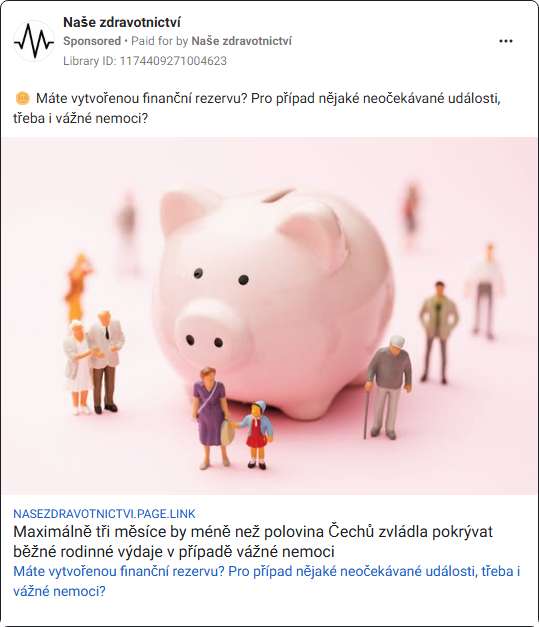 Naše zdravotnictví
Sponsored • Paid for by Naše zdravotnictví
Library ID: 1174409271004623
Máte vytvořenou finanční rezervu? Pro případ nějaké neočekávané události,
třeba i vážné nemoci?
NASEZDRAVOTNICTVI.PAGE.LINK
Maximálně tři měsíce by méně než polovina Čechů zvládla pokrývat
běžné rodinné výdaje v případě vážné nemoci
Máte vytvořenou finanční rezervu? Pro případ nějaké neočekávané události, třeba i
vážné nemoci?